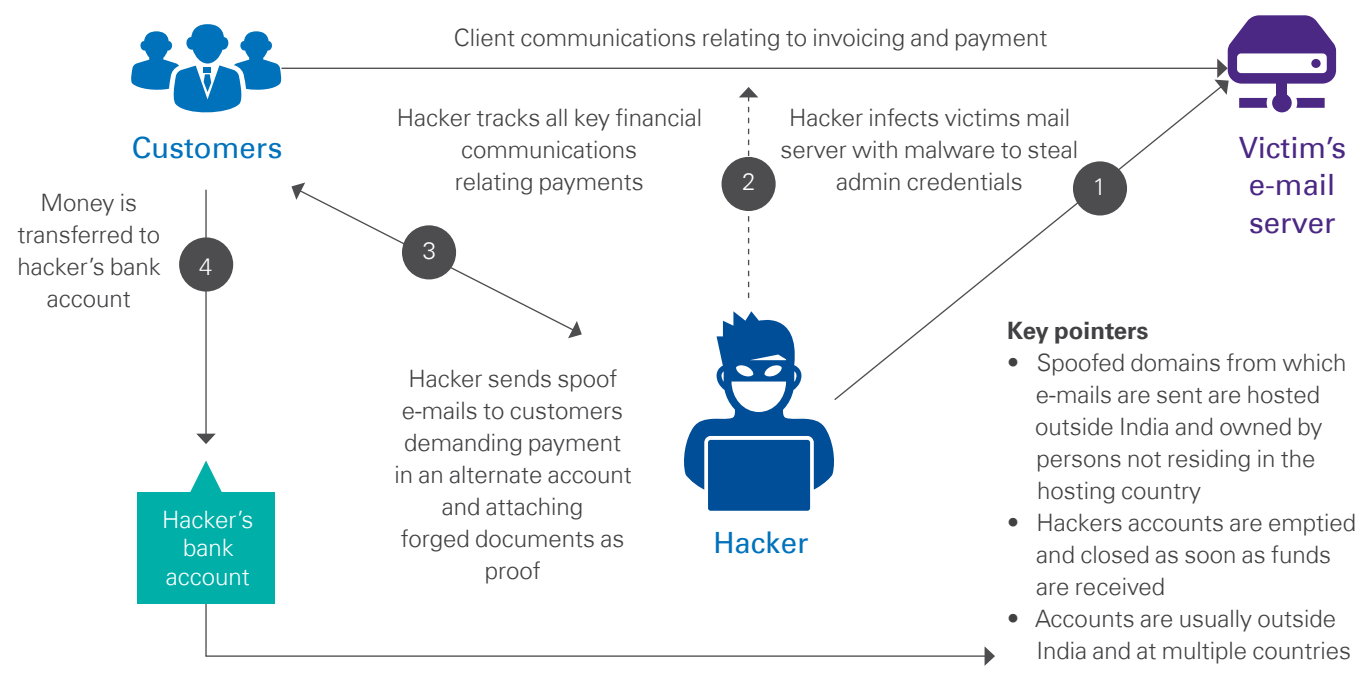 Client communications relating to invoicing and payment
Customers
Hacker tracks all key financial
communications
relating payments
2
Hacker infects victims mail
server with malware to steal
admin credentials
1
Victim's
e-mail
server
Money is
transferred to
hacker's bank
account
4
3
Hacker sends spoof
e-mails to customers
demanding payment
in an alternate account
and attaching
forged documents as
proof
Hacker
Hacker's
bank
account
Key pointers
• Spoofed domains from which
e-mails are sent are hosted
outside India and owned by
persons not residing in the
hosting country
• Hackers accounts are emptied
and closed as soon as funds
are received
• Accounts are usually outside
India and at multiple countries